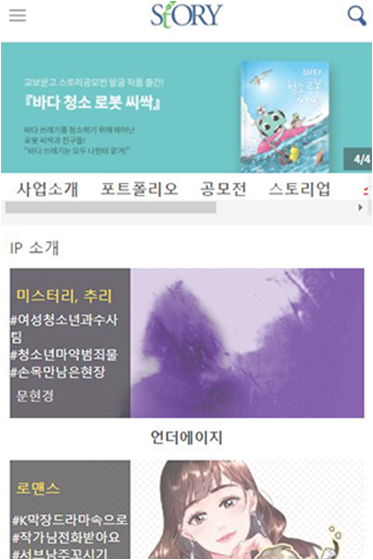 StORY
교보문고 스토리공모전 발굴 작품 출간!
『바다 청소 로봇 씨싹』
바다 쓰레기를 청소하기 위해 태어난
로봇 씨싹과 친구들!
"바다 쓰레기는 모두 나한테 맡겨!"
바다
청소 로봇
씨싹
4/4
사업소개 포트폴리오 공모전 스토리업
IP 소개
미스터리, 추리
#여성청소년과수사
팀
#청소년마약범죄물
#손목만남은현장
문현경
언더에이지
로맨스
#K막장드라마속으로
#작가님전화받아요
#서브남주꼬시기